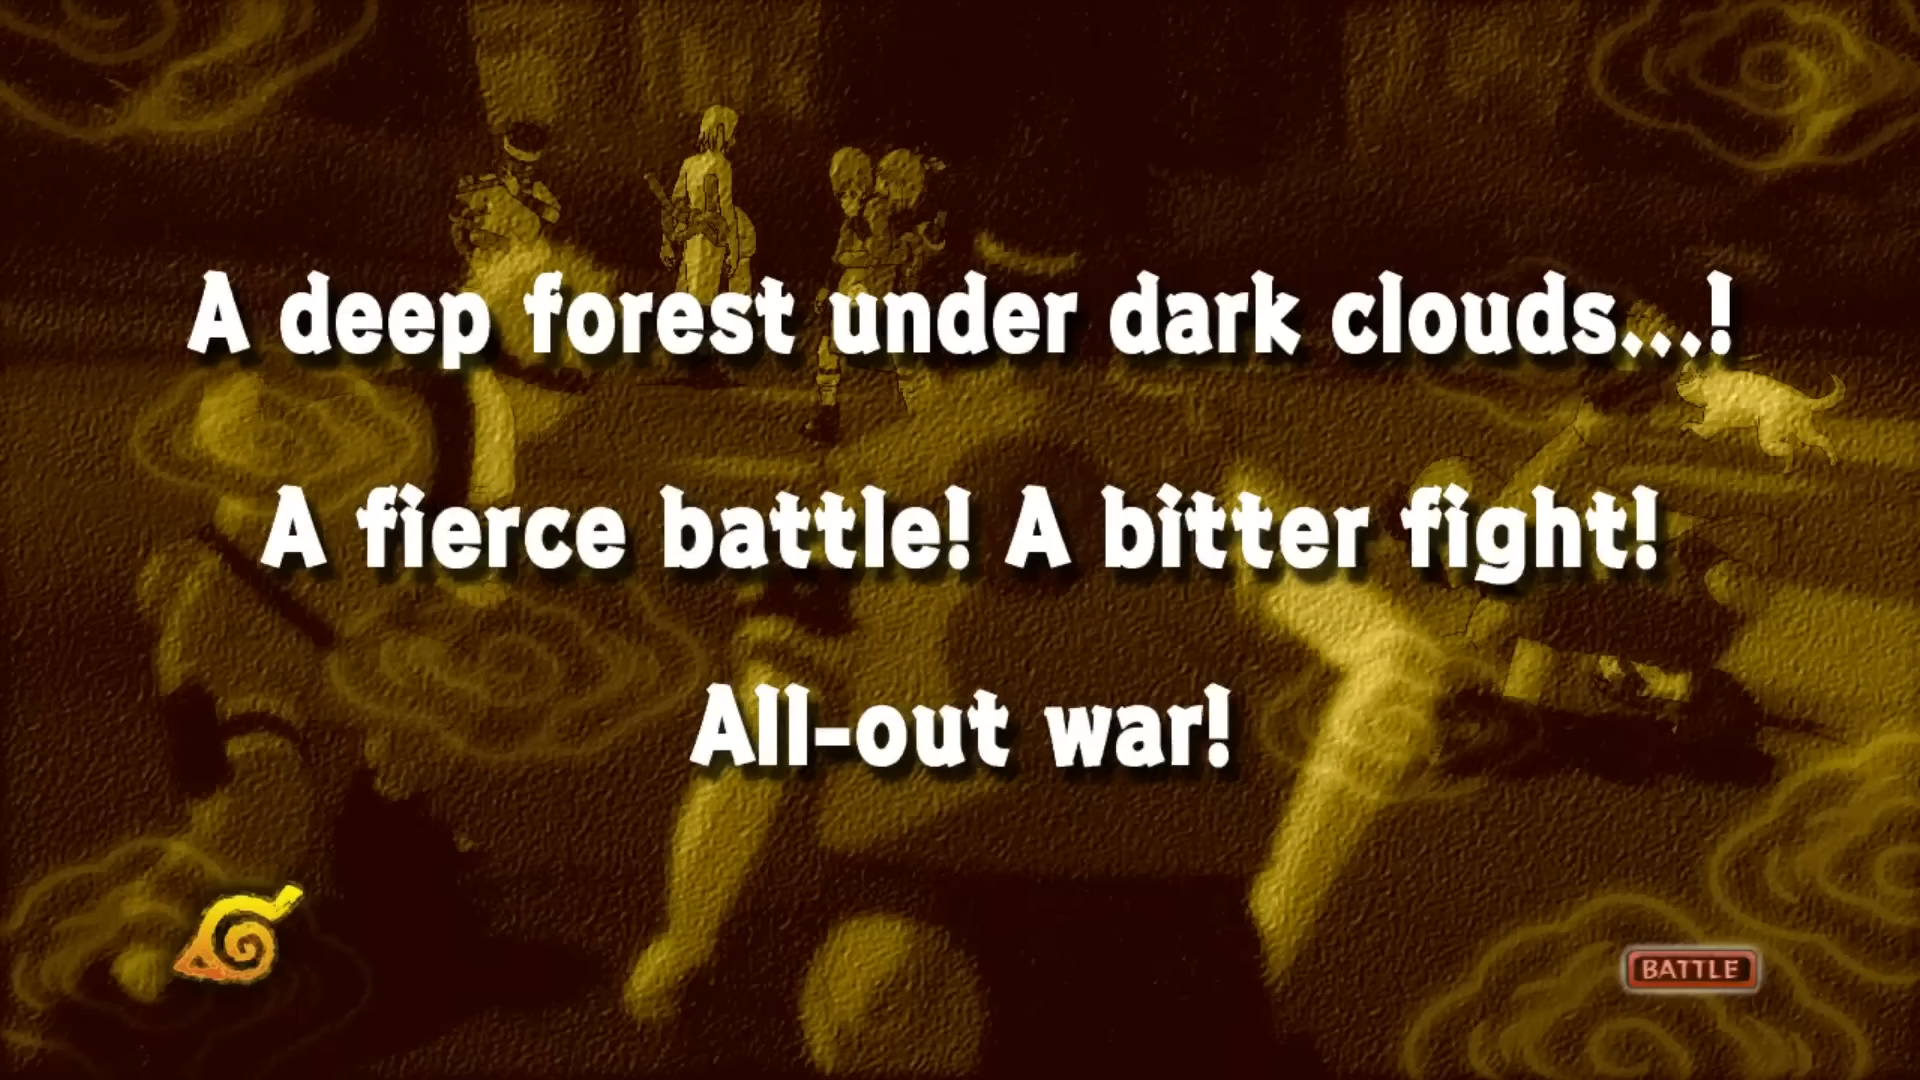 A deep forest under dark clouds...!
A fierce battle! A bitter fight!
All-out war!
BATTLE